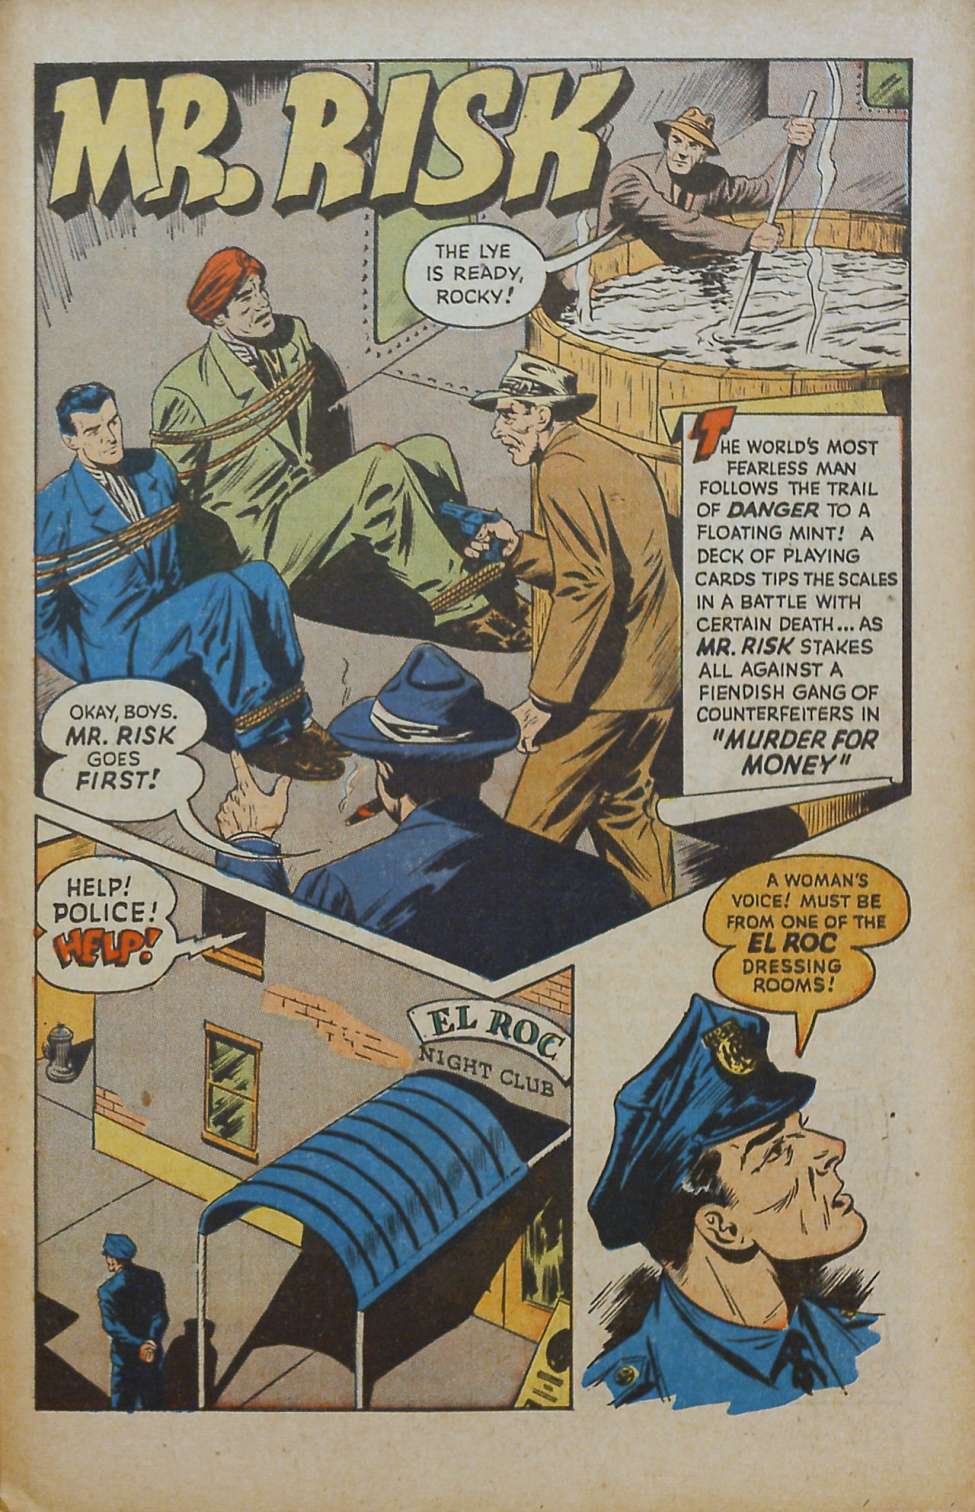 MR. RISK
THE LYE
IS READY,
ROCKY!
THE WORLD'S MOST
FEARLESS MAN
FOLLOWS THE TRAIL
OF DANGER TO A
FLOATING MINT! A
DECK OF PLAYING
CARDS TIPS THE SCALES
IN A BATTLE WITH
CERTAIN DEATH... AS
MR. RISK STAKES
ALL AGAINST A
FIENDISH GANG OF
COUNTERFEITERS IN
"MURDER FOR
MONEY"
OKAY, BOYS.
MR. RISK
GOES
FIRST!
HELP!
POLICE!
HELP!
EL ROC
NIGHT CLUB
A WOMAN'S
VOICE! MUST BE
FROM ONE OF THE
EL ROC
DRESSING
ROOMS!